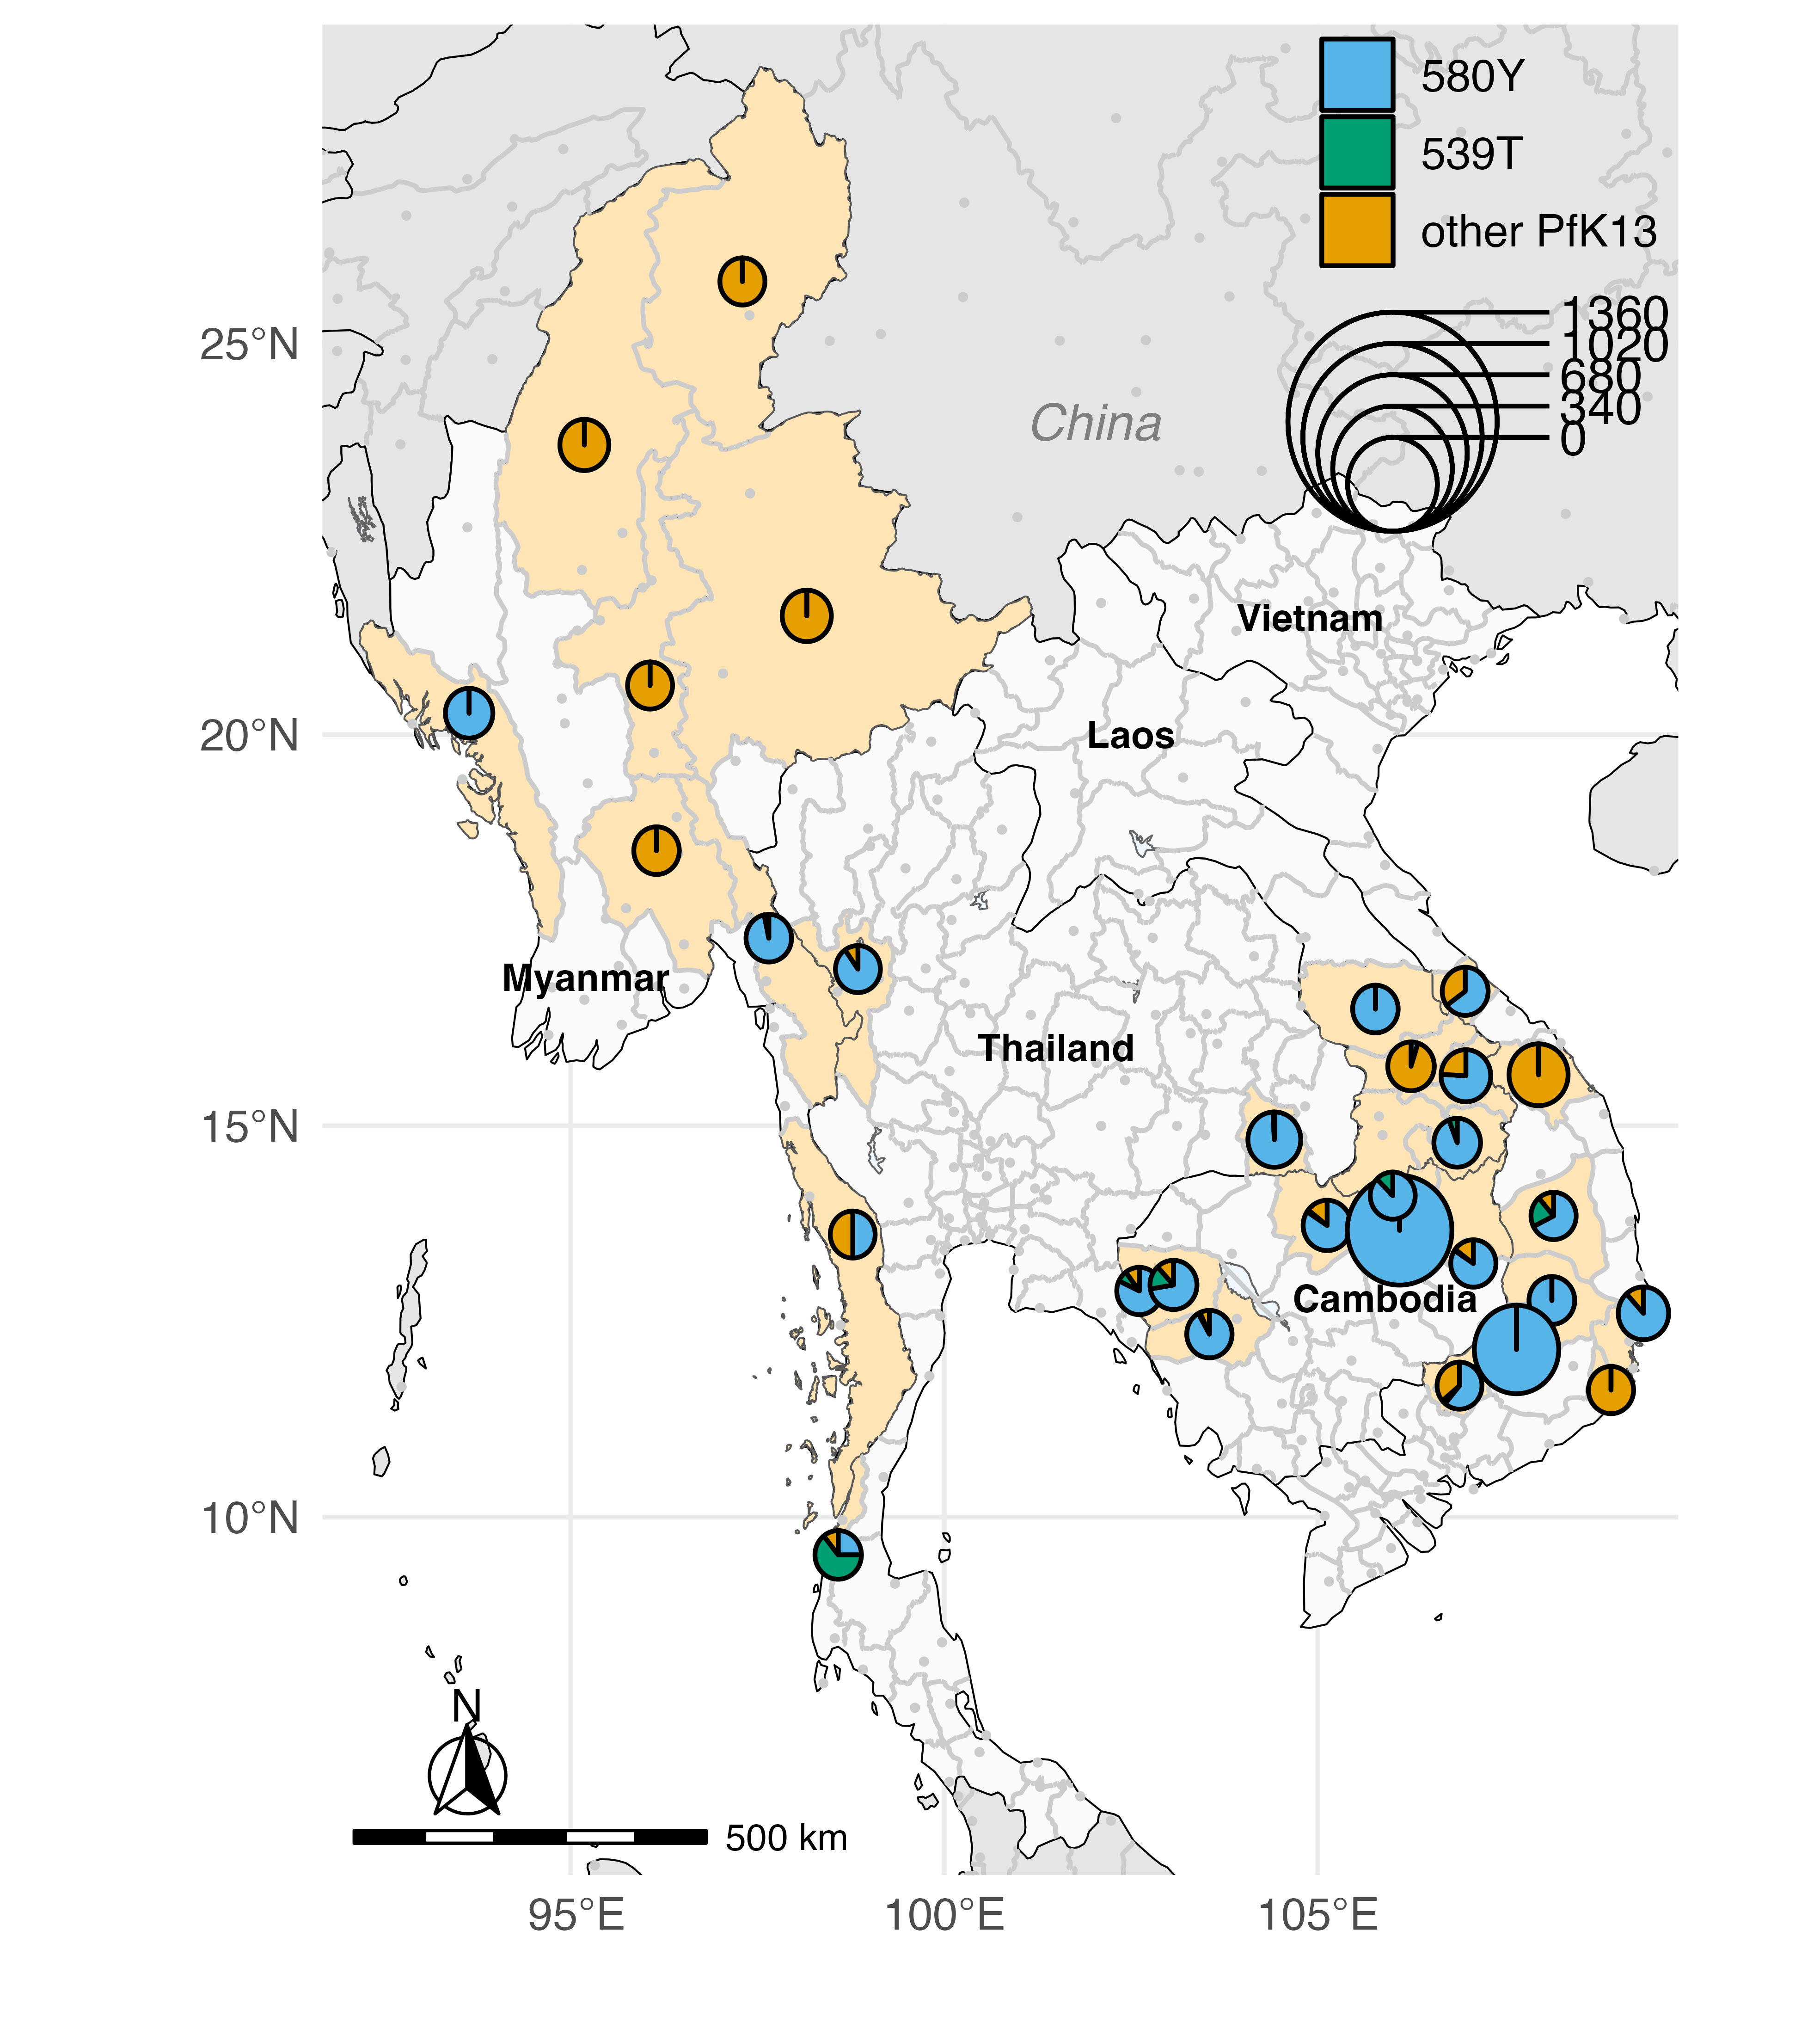 580Y
539T
other PfK13
1360
1020
680
340
0
25°N
China
Vietnam
20°N
Laos
Myanmar
Thailand
15°N
Cambodia
10°N
N
500 km
95°E
100°E
105°E